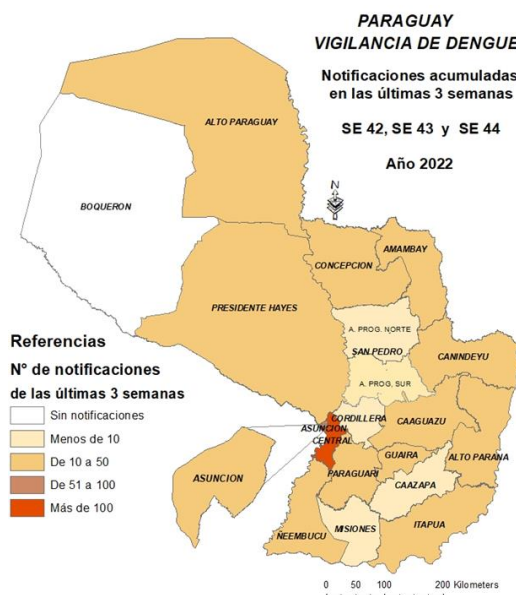 PARAGUAY
VIGILANCIA DE DENGUE
Notificaciones acumuladas
en las últimas 3 semanas
SE 42, SE 43 y SE 44
Año 2022
N
ALTO PARAGUAY
BOQUERON
CONCEPCION
AMAMBAY
PRESIDENTE HAYES
A. PROG. NORTE
SAN PEDRO
CANINDEYU
A. PROG, SUR
CORDILLERA
ASUNCION
CENTRAL
CAAGUAZU
GUAIRA
ALTO PARANA
PARAGUARI
CAAZAPA
ASUNCION
ÑEEMBUCU
MISIONES
ITAPUA
Referencias
N° de notificaciones
de las últimas 3 semanas
Sin notificaciones
Menos de 10
De 10 a 50
De 51 a 100
Más de 100
0 50 100 200 Kilometers